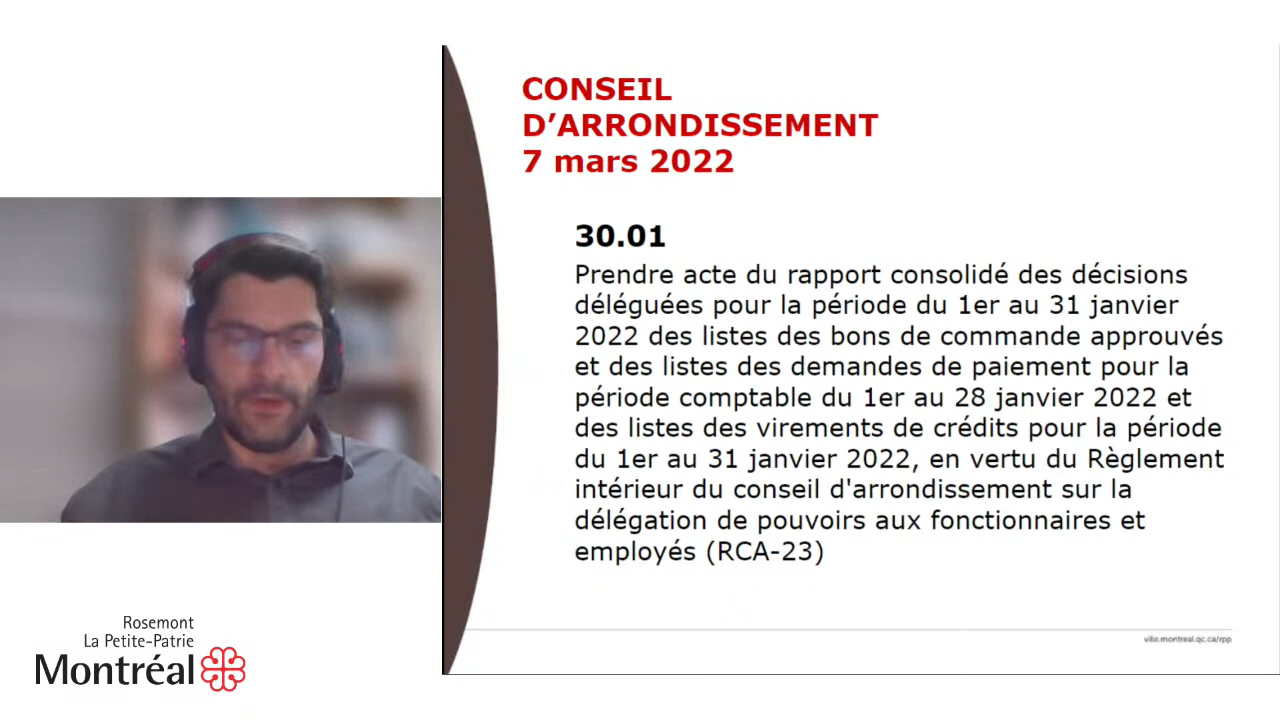 CONSEIL
D’ARRONDISSEMENT
7 mars 2022
30.01
Prendre acte du rapport consolidé des décisions
déléguées pour la période du 1er au 31 janvier
2022 des listes des bons de commande approuvés
et des listes des demandes de paiement pour la
période comptable du 1er au 28 janvier 2022 et
des listes des virements de crédits pour la période
du 1er au 31 janvier 2022, en vertu du Règlement
intérieur du conseil d'arrondissement sur la
délégation de pouvoirs aux fonctionnaires et
employés (RCA-23)
ville.montreal.qc.ca/rpp
Rosemont
La Petite-Patrie
Montréal